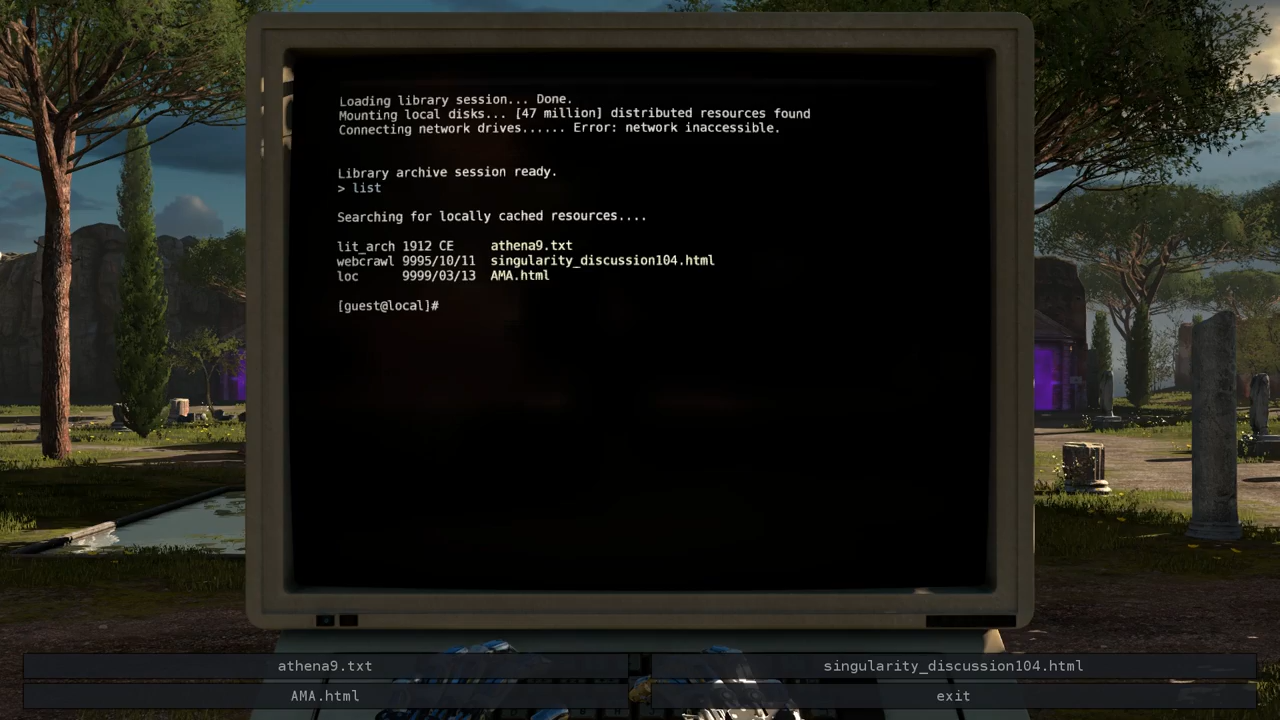 Loading library session... Done.
Mounting local disks... [47 million] distributed resources found
Connecting network drives...... Error: network inaccessible.
Library archive session ready.
> list
Searching for locally cached resources....
lit_arch 1912 CE athena9.txt
webcrawl 9995/10/11 singularity_discussion104.html
loc 9999/03/13 AMA.html
[guest@local]#
athena9.txt singularity_discussion104.html
AMA.html exit